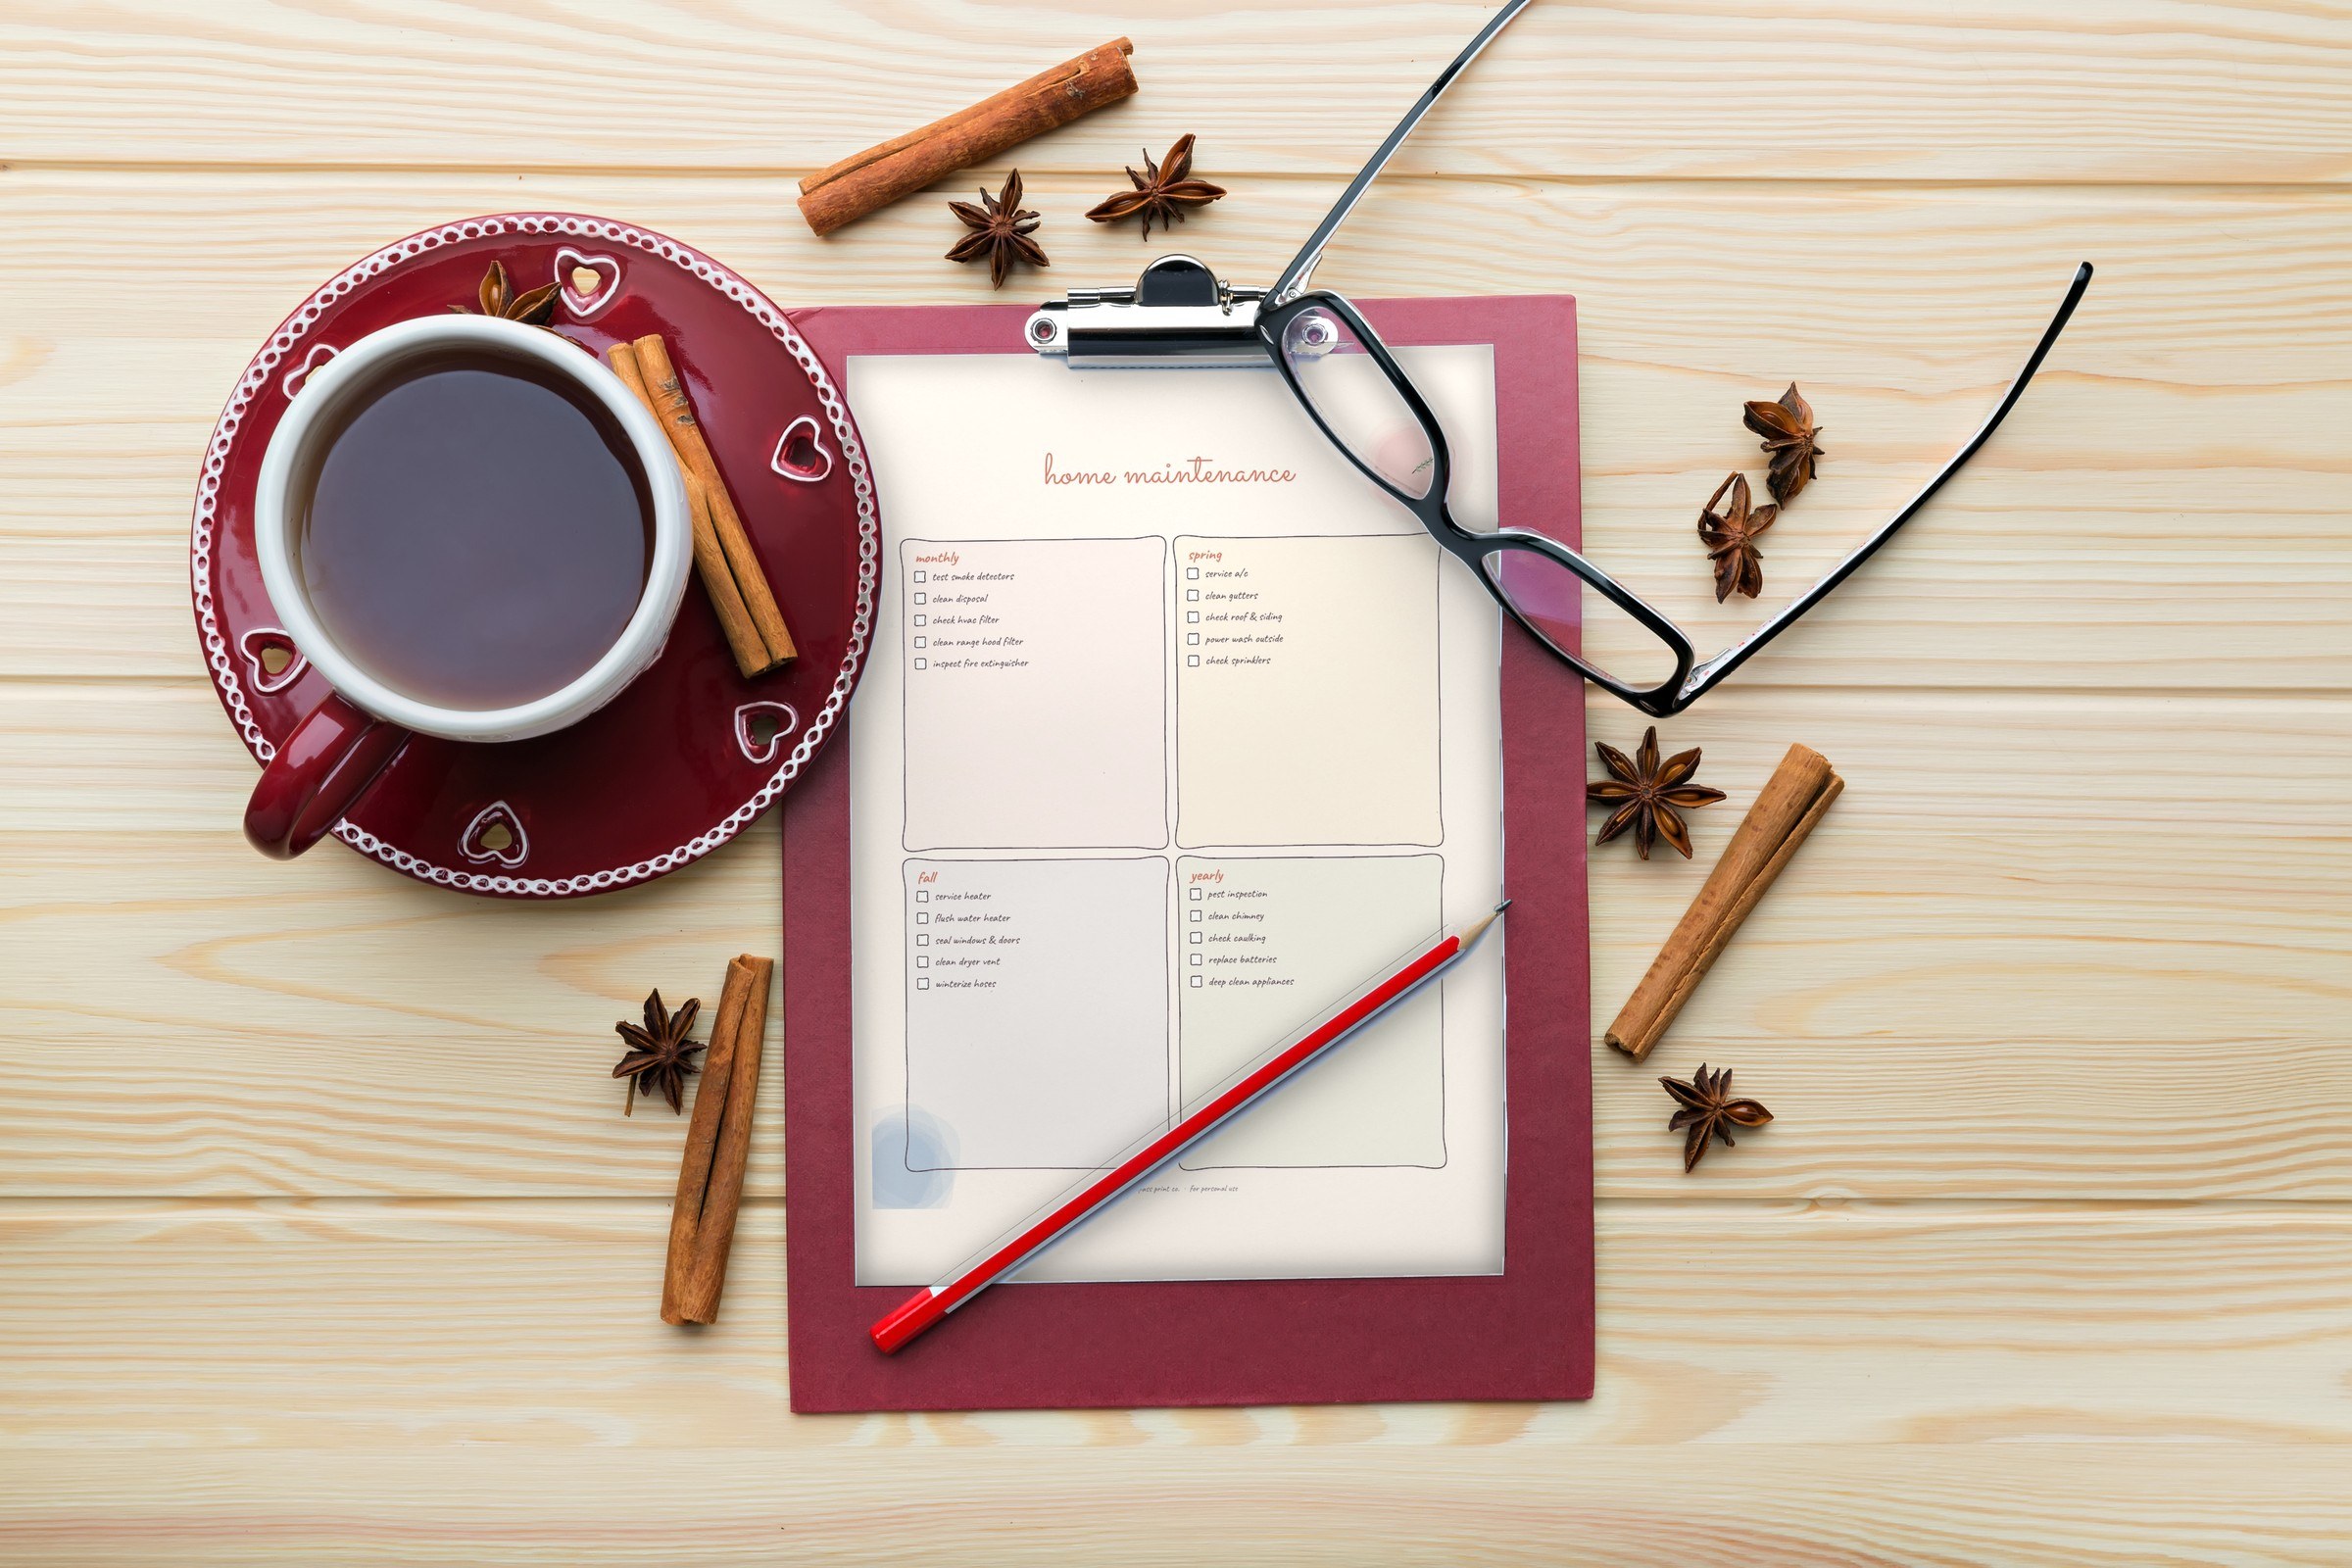 home maintenance
monthly
test smoke detectors
clean disposal
check hvac filter
clean range hood filter
inspect fire extinguisher
spring
service a/c
clean gutters
check roof & siding
power wash outside
check sprinklers
fall
service heater
flush water heater
seal windows & doors
clean dryer vent
winterize hoses
yearly
pest inspection
clean chimney
check caulking
replace batteries
deep clean appliances
print co. · for personal use